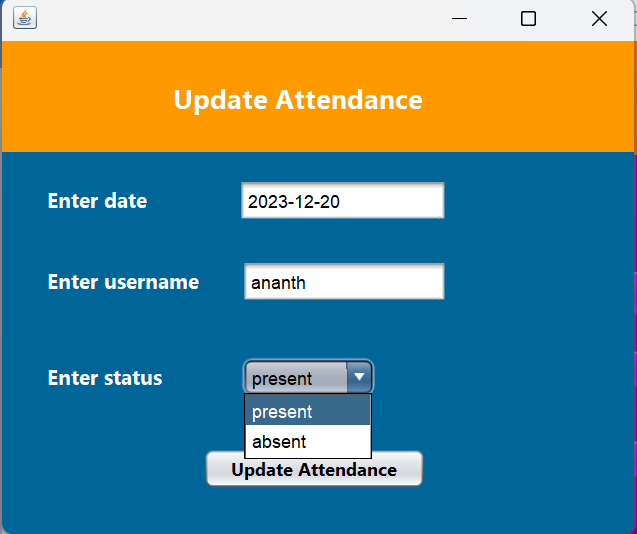 Update Attendance
Enter date 2023-12-20
Enter username ananth
Enter status present
present
absent
Update Attendance